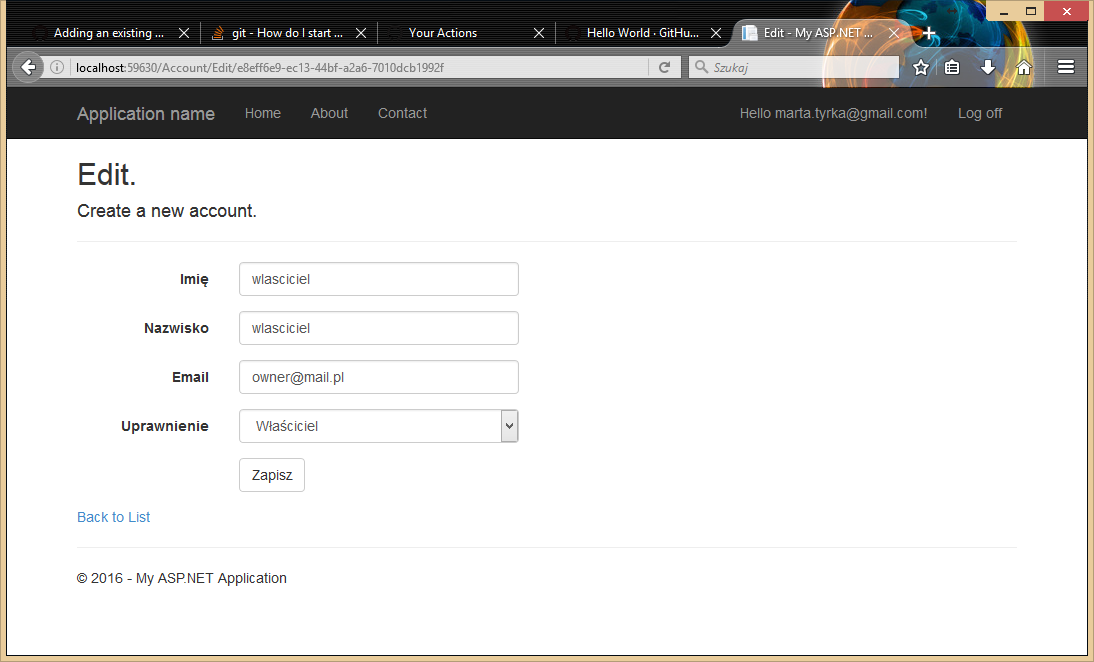 Adding an existing ... git - How do I start ... Your Actions Hello World · GitHu... Edit - My ASP.NET ...
localhost:59630/Account/Edit/e8eff6e9-ec13-44bf-a2a6-7010dcb1992f Szukaj
Application name Home About Contact Hello marta.tyrka@gmail.com! Log off
Edit.
Create a new account.
Imię wlasciciel
Nazwisko wlasciciel
Email owner@mail.pl
Uprawnienie Właściciel
Zapisz
Back to List
© 2016 - My ASP.NET Application